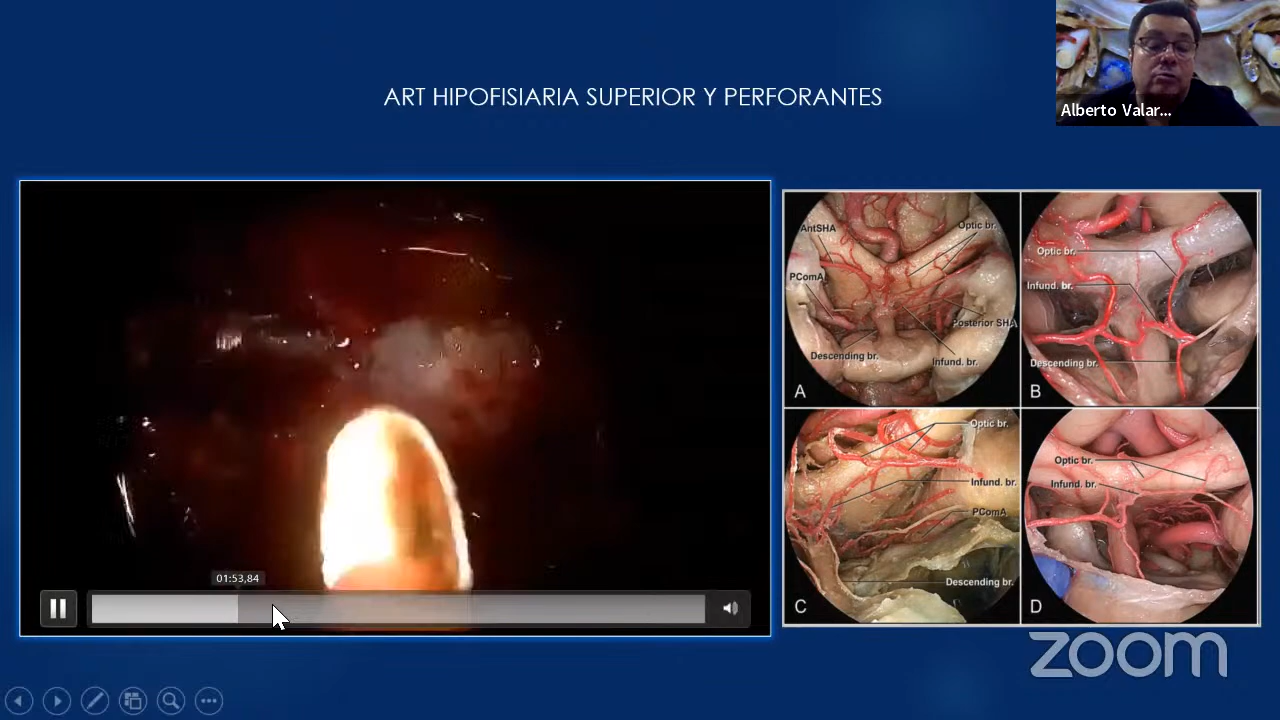 Alberto Valar...
ART HIPOFISIARIA SUPERIOR Y PERFORANTES
AntSHA
Optic br.
PComA
Posterior SHA
Descending br.
Infund. br.
A
Optic br.
Infund. br.
Descending br.
B
Optic br.
Infund. br.
PComA
Descending br.
C
Optic br.
Infund. br.
D
01:53,84
zoom